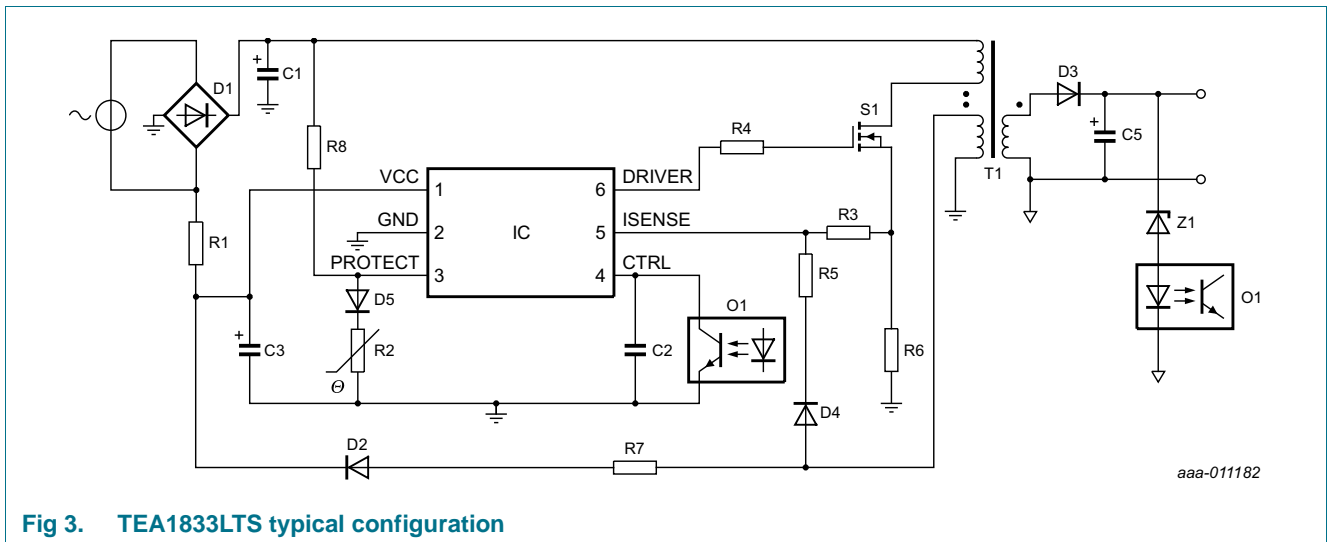 D1
+
C1
R8
R1
VCC
1
GND
2
PROTECT
3
IC
DRIVER
6
ISENSE
5
CTRL
4
R4
S1
R3
R5
R6
D4
T1
D3
+
C5
Z1
O1
D5
R2
Θ
+
C3
C2
O1
D2
R7
aaa-011182
Fig 3. TEA1833LTS typical configuration